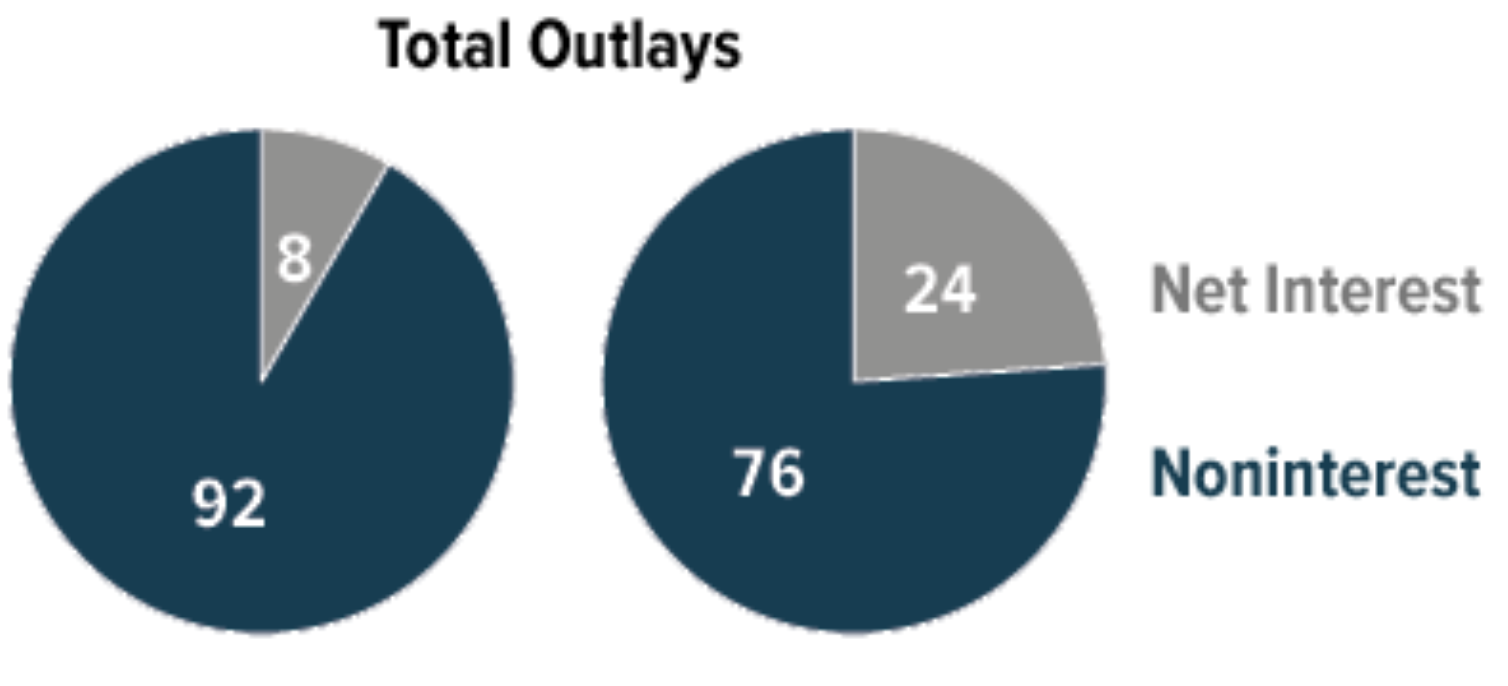 Total Outlays
8
92
24
76
Net Interest
Noninterest